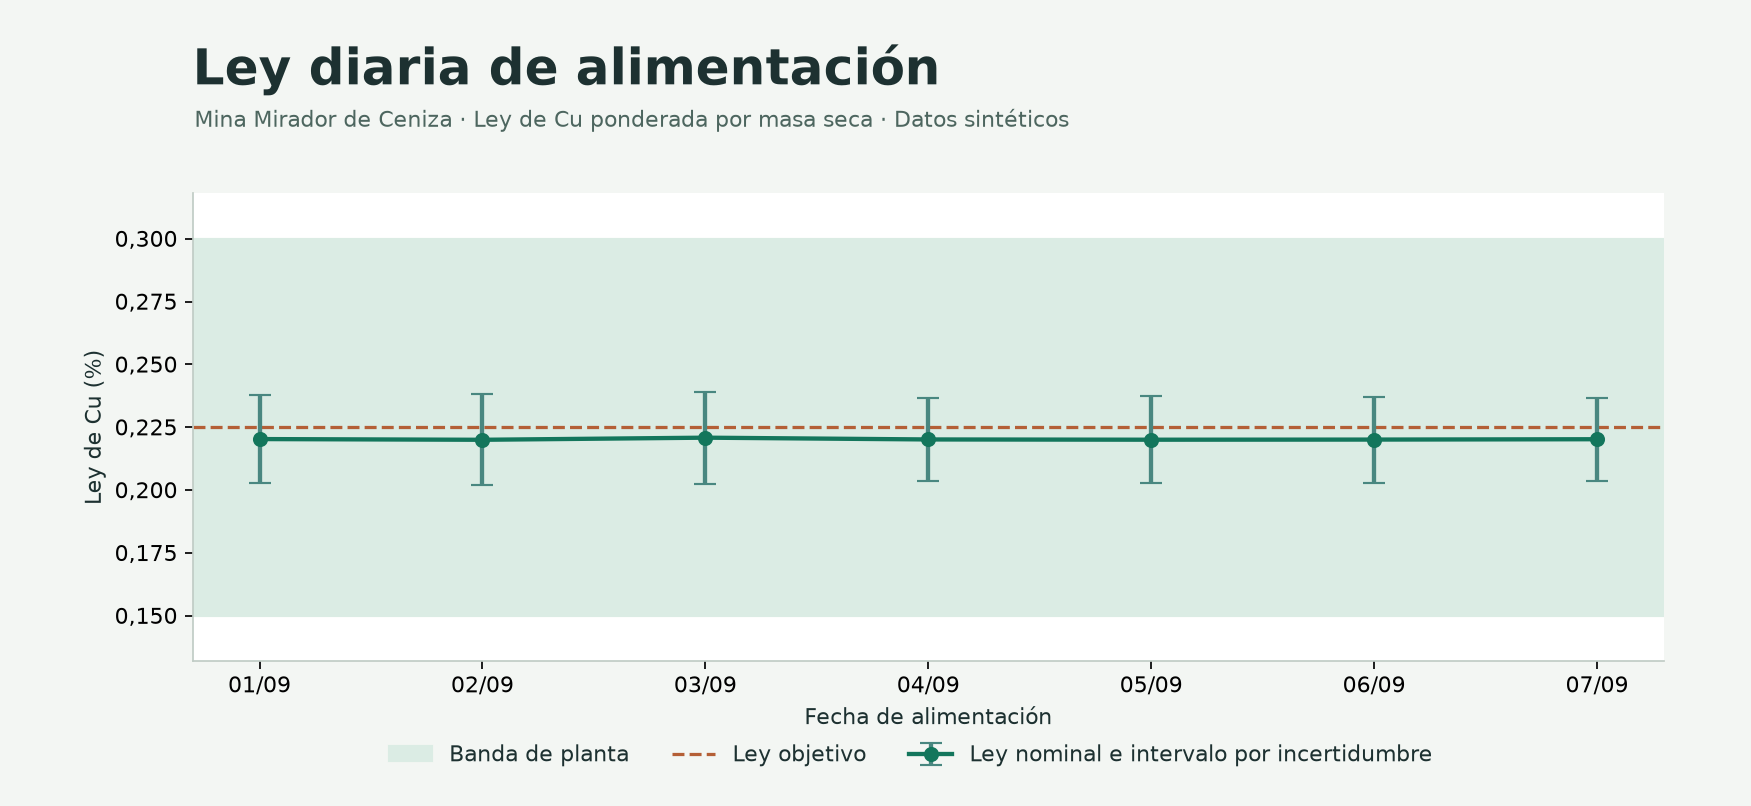 Ley diaria de alimentación
Mina Mirador de Ceniza · Ley de Cu ponderada por masa seca · Datos sintéticos
Ley de Cu (%)
0,300
0,275
0,250
0,225
0,200
0,175
0,150
01/09 02/09 03/09 04/09 05/09 06/09 07/09
Fecha de alimentación
Banda de planta Ley objetivo Ley nominal e intervalo por incertidumbre